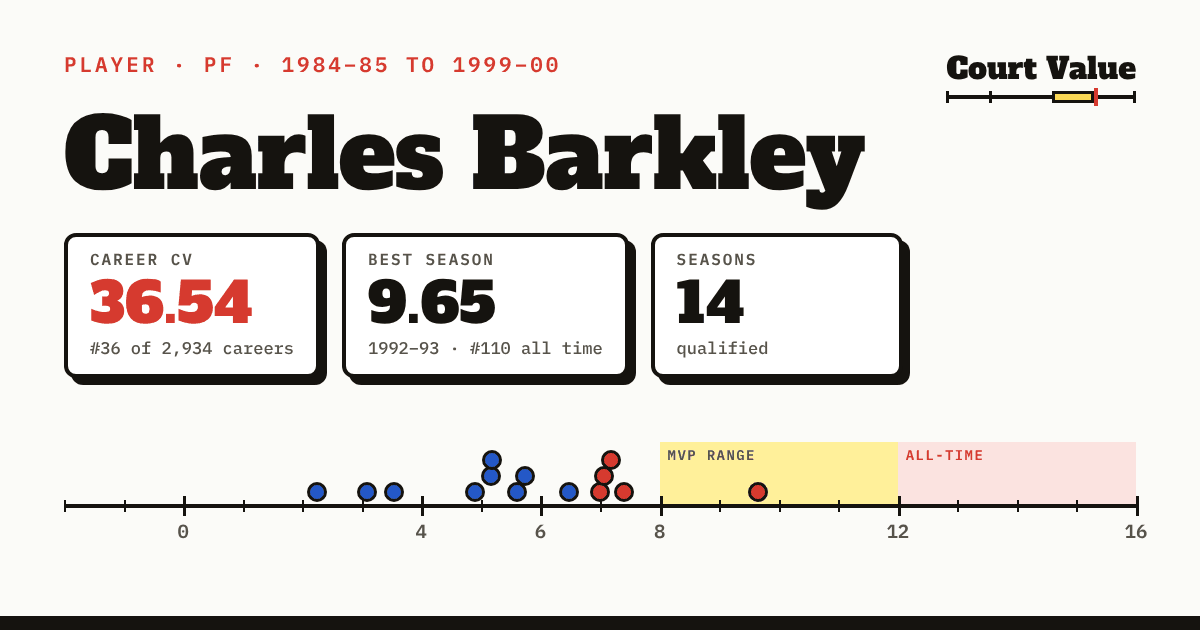 PLAYER · PF · 1984–85 TO 1999–00
Court Value
Charles Barkley
CAREER CV
36.54
#36 of 2,934 careers
BEST SEASON
9.65
1992–93 · #110 all time
SEASONS
14
qualified
MVP RANGE
ALL-TIME
0 4 6 8 12 16